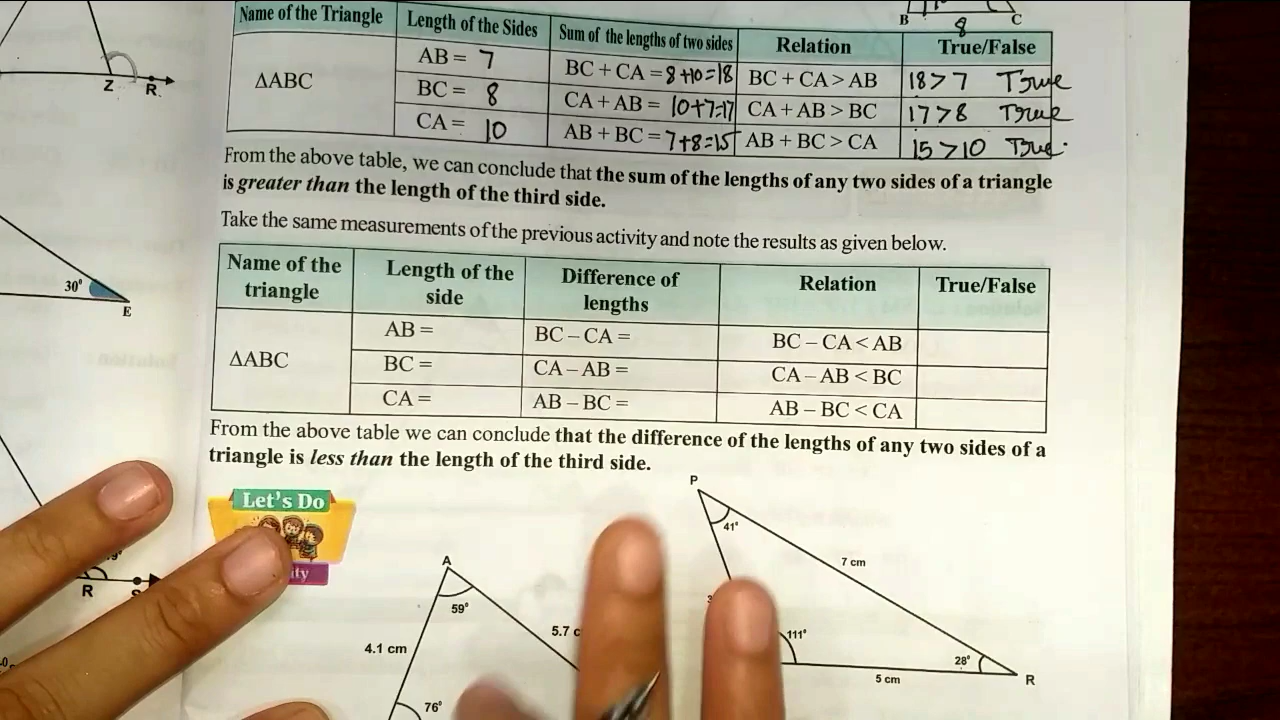 B 8 C
Name of the Triangle Length of the Sides Sum of the lengths of two sides Relation True/False
ΔABC
AB = 7 BC + CA = 8+10=18 BC + CA > AB 18>7 True
BC = 8 CA + AB = 10+7=17 CA + AB > BC 17>8 True
CA = 10 AB + BC = 7+8=15 AB + BC > CA 15>10 True.
Z R
From the above table, we can conclude that the sum of the lengths of any two sides of a triangle
is greater than the length of the third side.
Take the same measurements of the previous activity and note the results as given below.
Name of the triangle Length of the side Difference of lengths Relation True/False
ΔABC
AB = BC – CA = BC – CA < AB
BC = CA – AB = CA – AB < BC
CA = AB – BC = AB – BC < CA
30°
E
From the above table we can conclude that the difference of the lengths of any two sides of a
triangle is less than the length of the third side.
Let's Do
ity
R
A
59°
4.1 cm
5.7 c
76°
P
41°
7 cm
111°
28°
5 cm
R